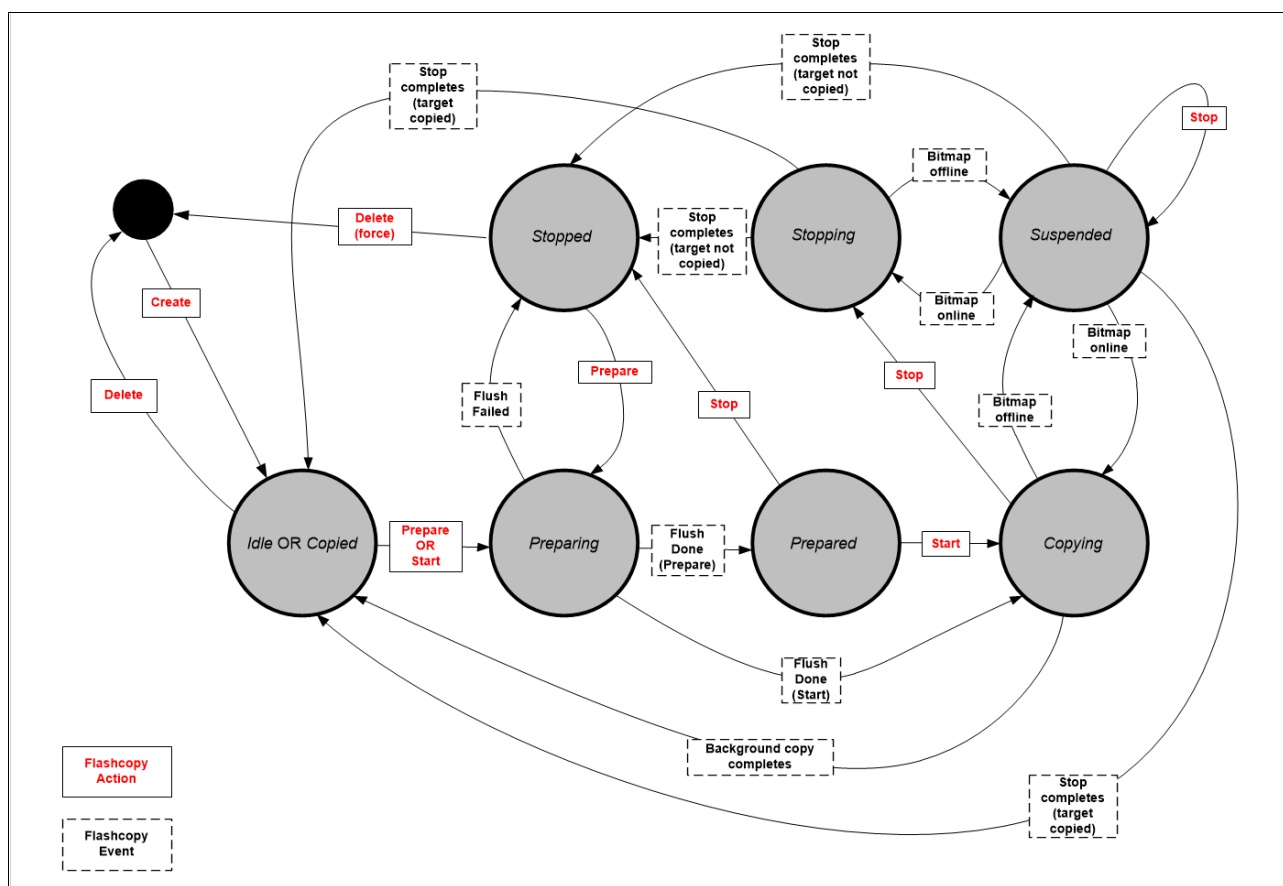 Stop
completes
(target not
copied)
Stop
completes
(target
copied)
Stop
Bitmap
offline
Delete
(force)
Stopped
Stop
completes
(target not
copied)
Stopping
Suspended
Create
Bitmap
online
Bitmap
online
Prepare
Stop
Delete
Flush
Failed
Stop
Bitmap
offline
Idle OR Copied
Prepare
OR
Start
Preparing
Flush
Done
(Prepare)
Prepared
Start
Copying
Flush
Done
(Start)
Background copy
completes
Flashcopy
Action
Stop
completes
(target
copied)
Flashcopy
Event